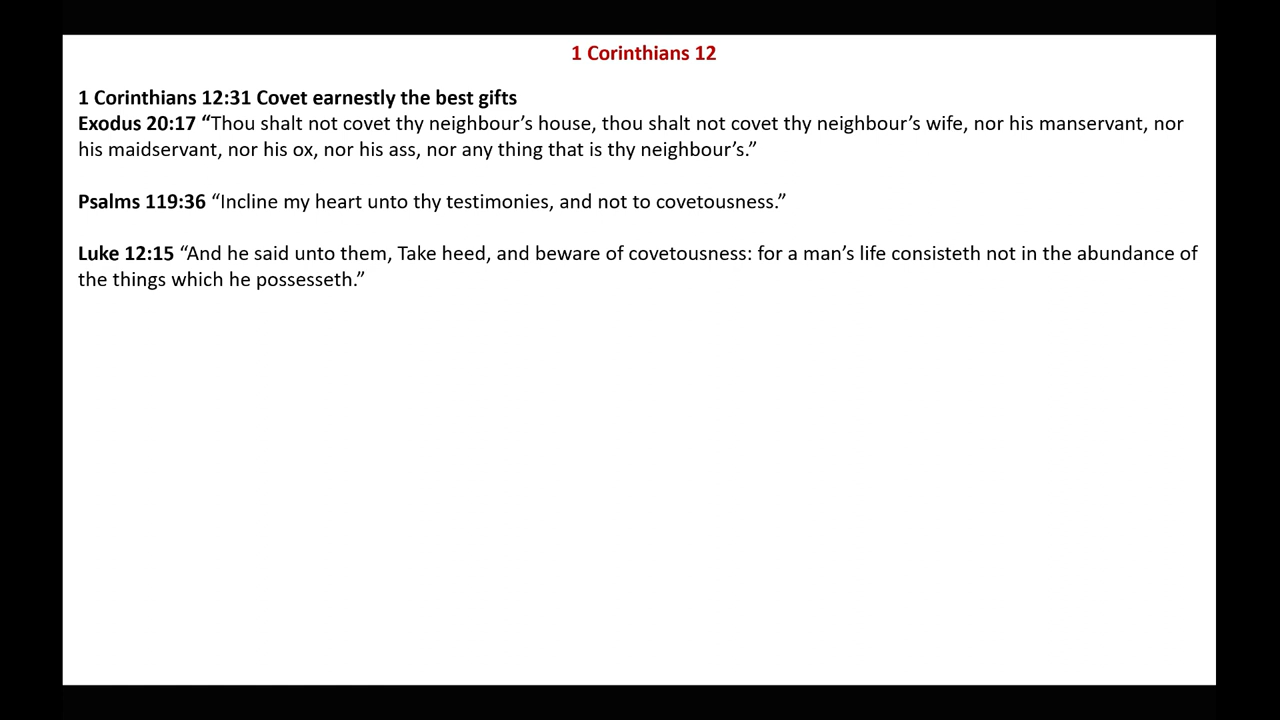 1 Corinthians 12
1 Corinthians 12:31 Covet earnestly the best gifts
Exodus 20:17 “Thou shalt not covet thy neighbour’s house, thou shalt not covet thy neighbour’s wife, nor his manservant, nor
his maidservant, nor his ox, nor his ass, nor any thing that is thy neighbour’s.”
Psalms 119:36 “Incline my heart unto thy testimonies, and not to covetousness.”
Luke 12:15 “And he said unto them, Take heed, and beware of covetousness: for a man’s life consisteth not in the abundance of
the things which he possesseth.”